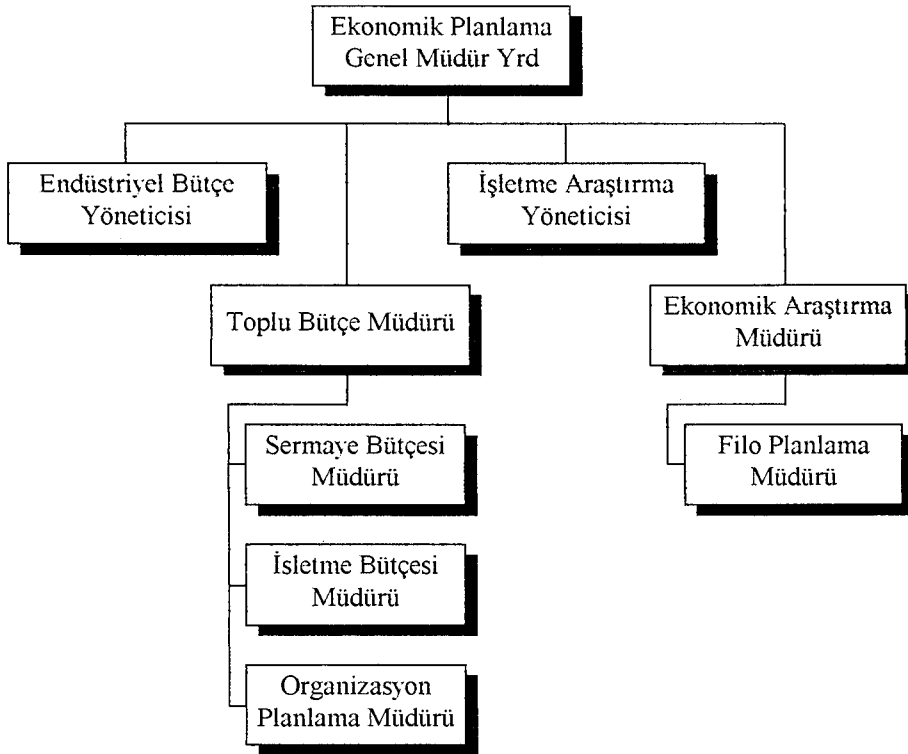 Ekonomik Planlama
Genel Müdür Yrd
Endüstriyel Bütçe
Yöneticisi
İşletme Araştırma
Yöneticisi
Toplu Bütçe Müdürü
Ekonomik Araştırma
Müdürü
Sermaye Bütçesi
Müdürü
Filo Planlama
Müdürü
İsletme Bütçesi
Müdürü
Organizasyon
Planlama Müdürü